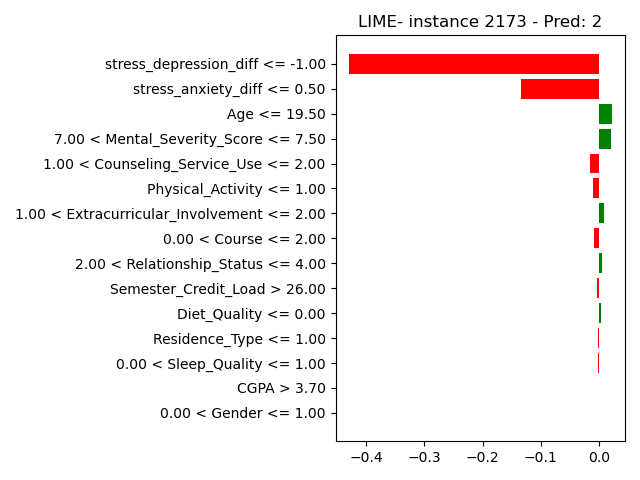 LIME- instance 2173 - Pred: 2
stress_depression_diff <= -1.00
stress_anxiety_diff <= 0.50
Age <= 19.50
7.00 < Mental_Severity_Score <= 7.50
1.00 < Counseling_Service_Use <= 2.00
Physical_Activity <= 1.00
1.00 < Extracurricular_Involvement <= 2.00
0.00 < Course <= 2.00
2.00 < Relationship_Status <= 4.00
Semester_Credit_Load > 26.00
Diet_Quality <= 0.00
Residence_Type <= 1.00
0.00 < Sleep_Quality <= 1.00
CGPA > 3.70
0.00 < Gender <= 1.00
−0.4 −0.3 −0.2 −0.1 0.0